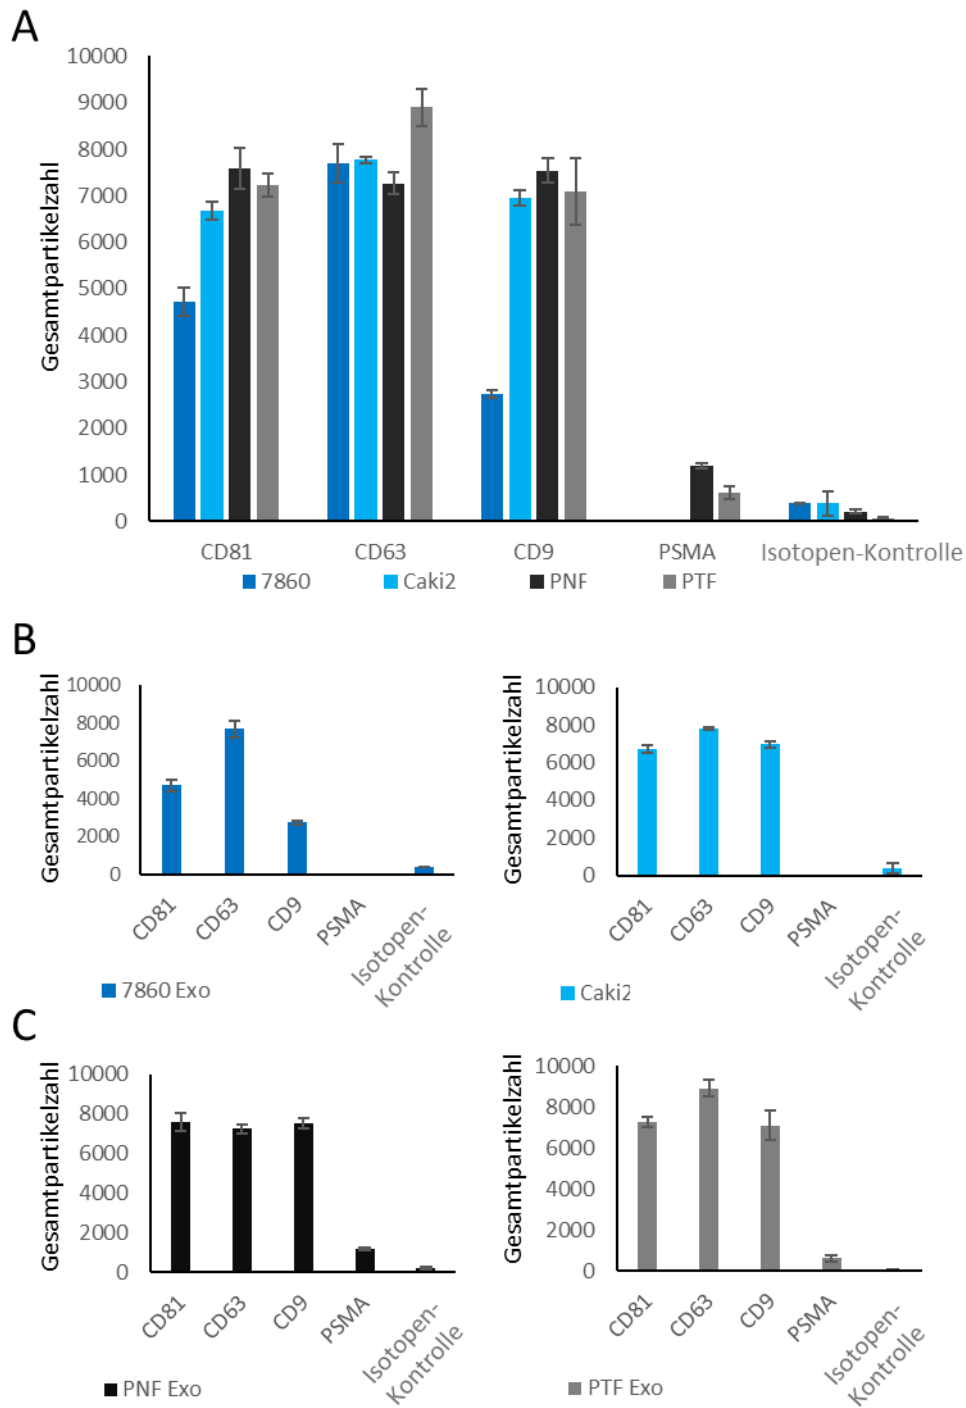 A
Gesamtpartikelzahl
10000
9000
8000
7000
6000
5000
4000
3000
2000
1000
0
CD81 CD63 CD9 PSMA Isotopen-Kontrolle
7860 Caki2 PNF PTF
B
Gesamtpartikelzahl
10000
8000
6000
4000
2000
0
CD81 CD63 CD9 PSMA Isotopen-
Kontrolle
7860 Exo
Gesamtpartikelzahl
10000
8000
6000
4000
2000
0
CD81 CD63 CD9 PSMA Isotopen-
Kontrolle
Caki2
C
Gesamtpartikelzahl
10000
8000
6000
4000
2000
0
CD81 CD63 CD9 PSMA Isotopen-
Kontrolle
PNF Exo
Gesamtpartikelzahl
10000
8000
6000
4000
2000
0
CD81 CD63 CD9 PSMA Isotopen-
Kontrolle
PTF Exo